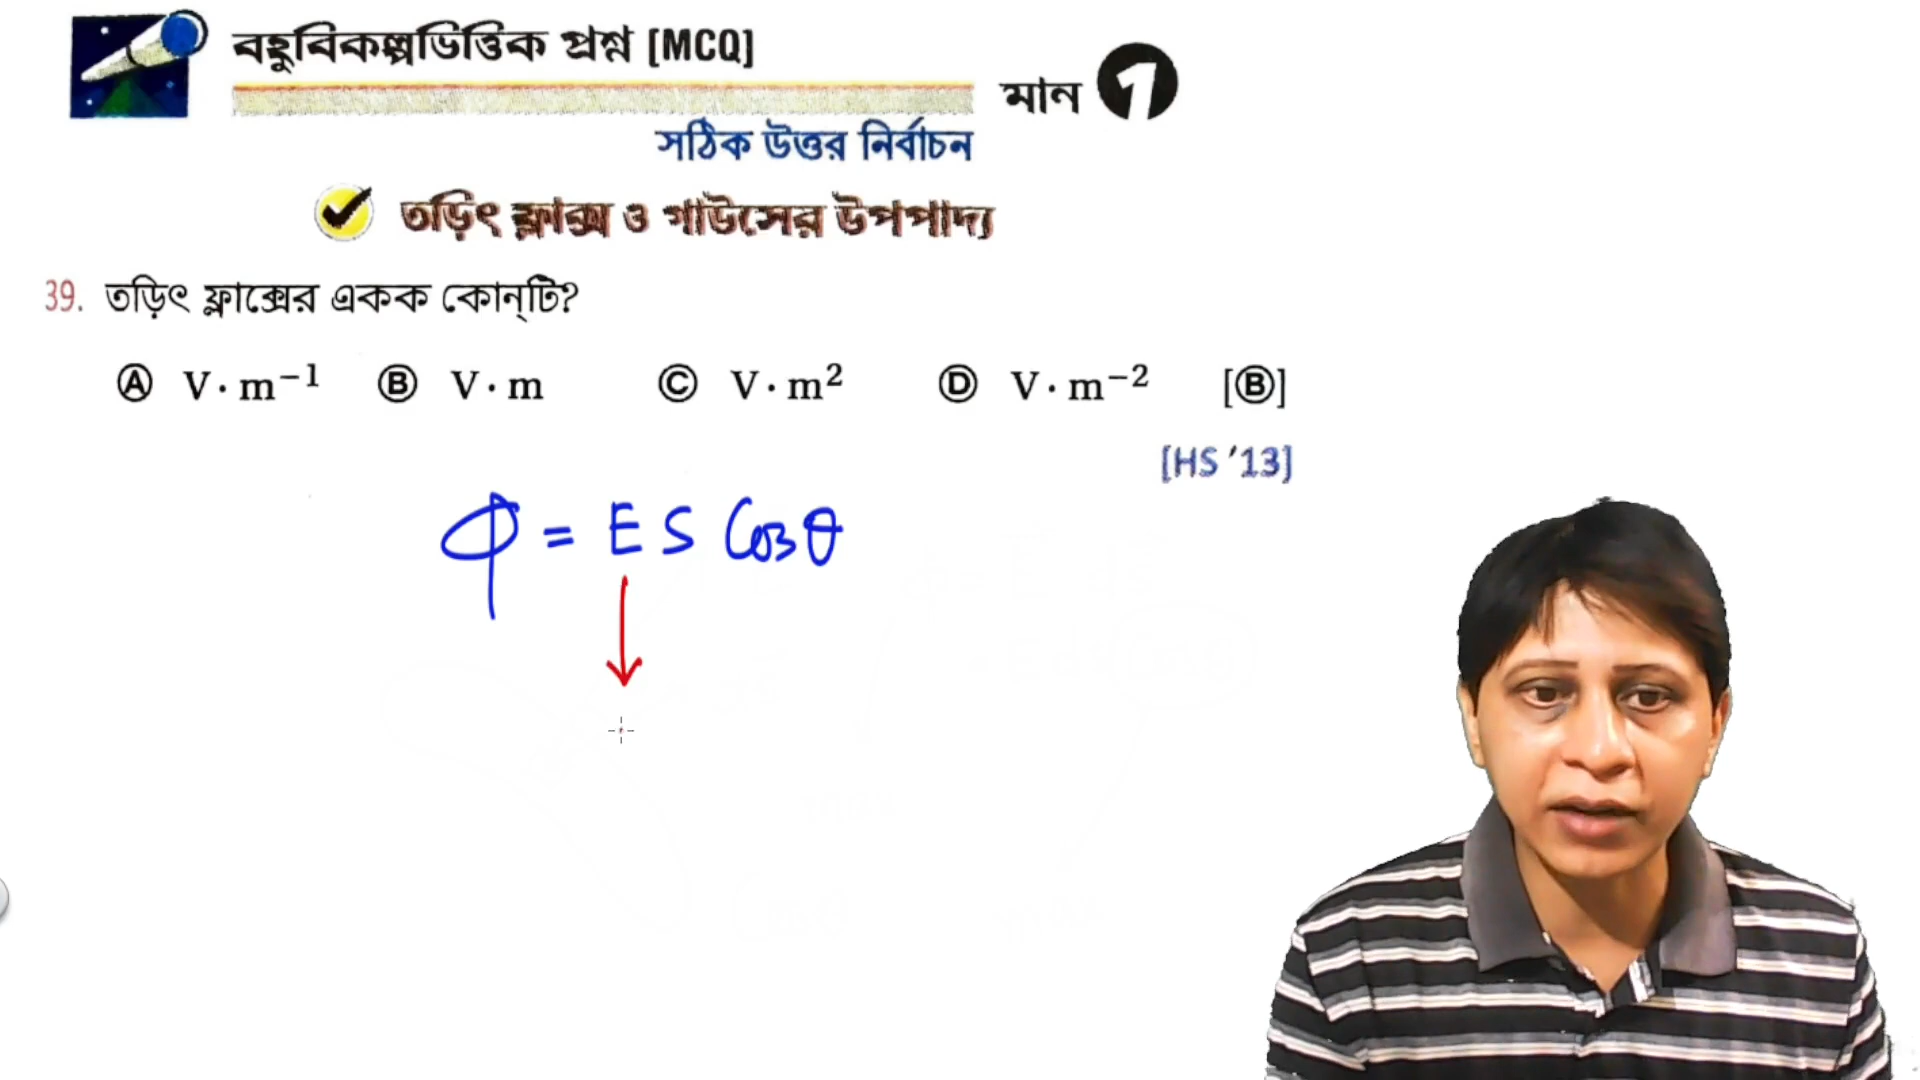 বহুবিকল্পভিত্তিক প্রশ্ন [MCQ]
মান 1
সঠিক উত্তর নির্বাচন
তড়িৎ ফ্লাক্স ও গাউসের উপপাদ্য
39. তড়িৎ ফ্লাক্সের একক কোন্‌টি?
Ⓐ V · m⁻¹ Ⓑ V · m Ⓒ V · m² Ⓓ V · m⁻² [Ⓑ]
[HS '13]
φ = E S Cos θ